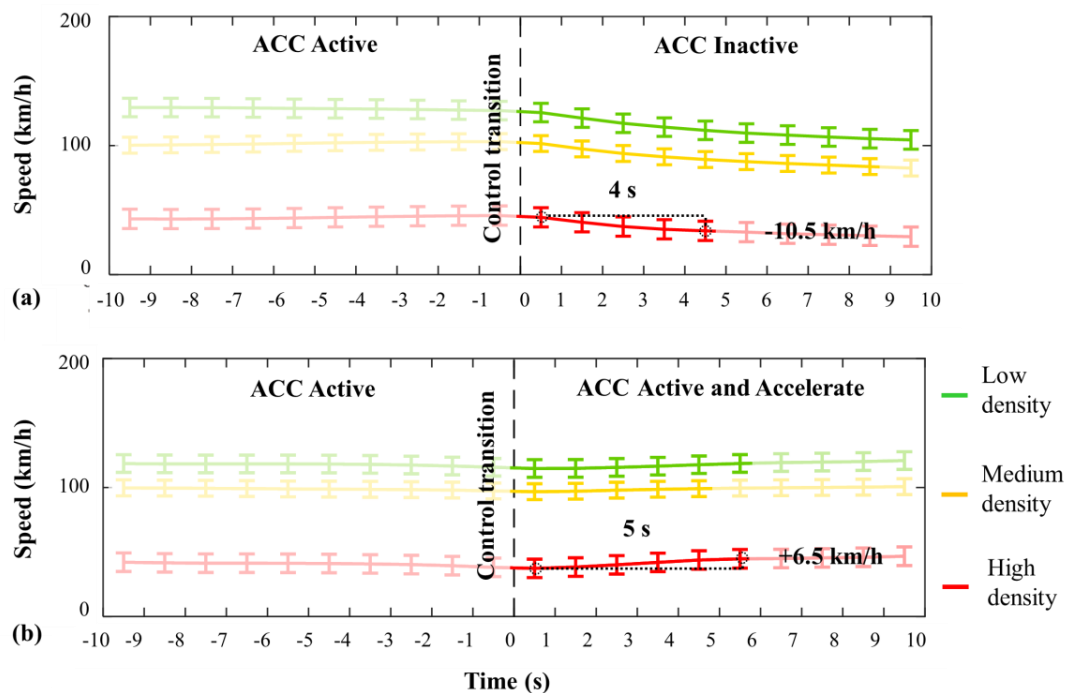 200
ACC Active
ACC Inactive
Speed (km/h)
100
Control transition
4 s
-10.5 km/h
0
(a)
-10 -9 -8 -7 -6 -5 -4 -3 -2 -1 0 1 2 3 4 5 6 7 8 9 10
200
ACC Active
ACC Active and Accelerate
Speed (km/h)
100
Control transition
5 s
+6.5 km/h
0
(b)
-10 -9 -8 -7 -6 -5 -4 -3 -2 -1 0 1 2 3 4 5 6 7 8 9 10
Time (s)
Low
density
Medium
density
High
density